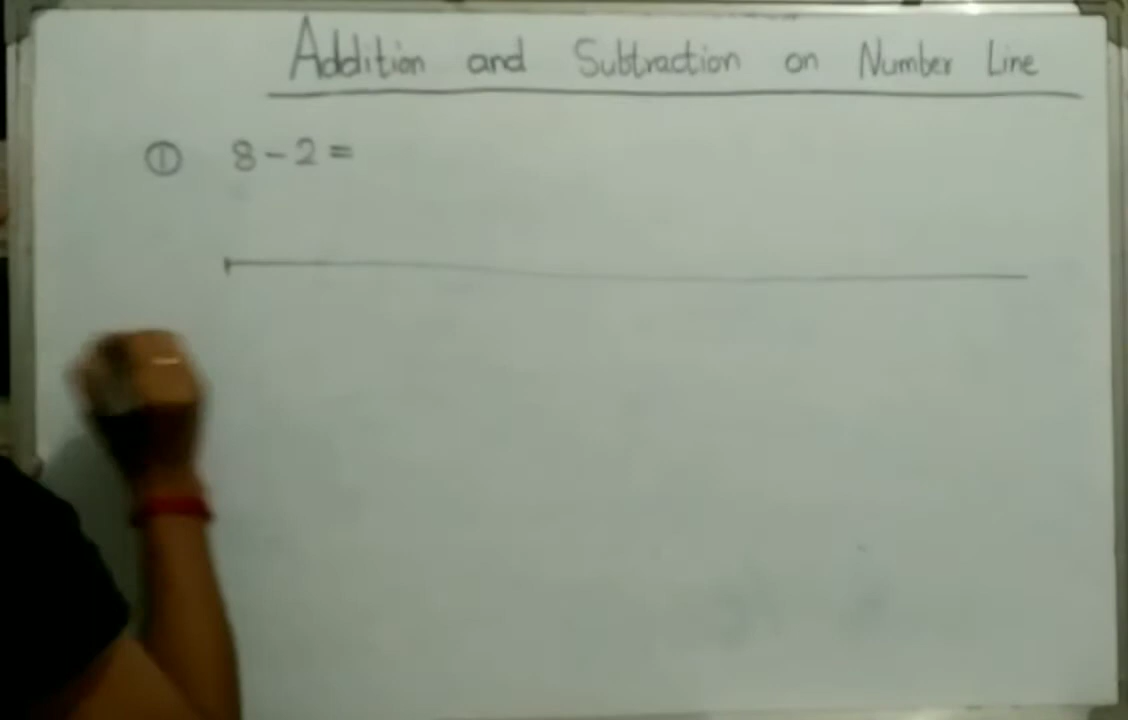 Addition and Subtraction on Number Line
① 8 - 2 =